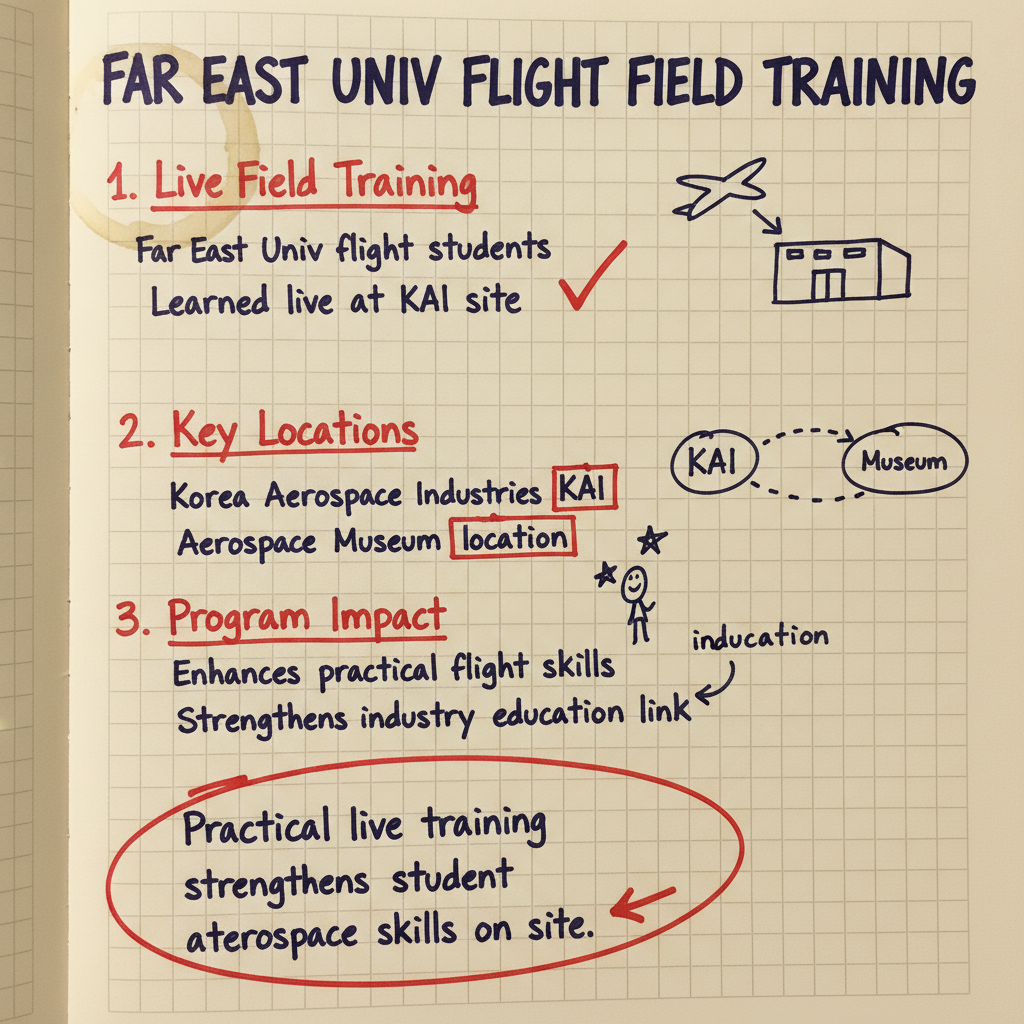 FAR EAST UNIV FLIGHT FIELD TRAINING
1. Live Field Training
Far East Univ flight students
Learned live at KAI site
2. Key Locations
Korea Aerospace Industries KAI
Aerospace Museum location
KAI
Museum
3. Program Impact
Enhances practical flight skills
Strengthens industry education link
inducation
Practical live training
strengthens student
aterospace skills on site.